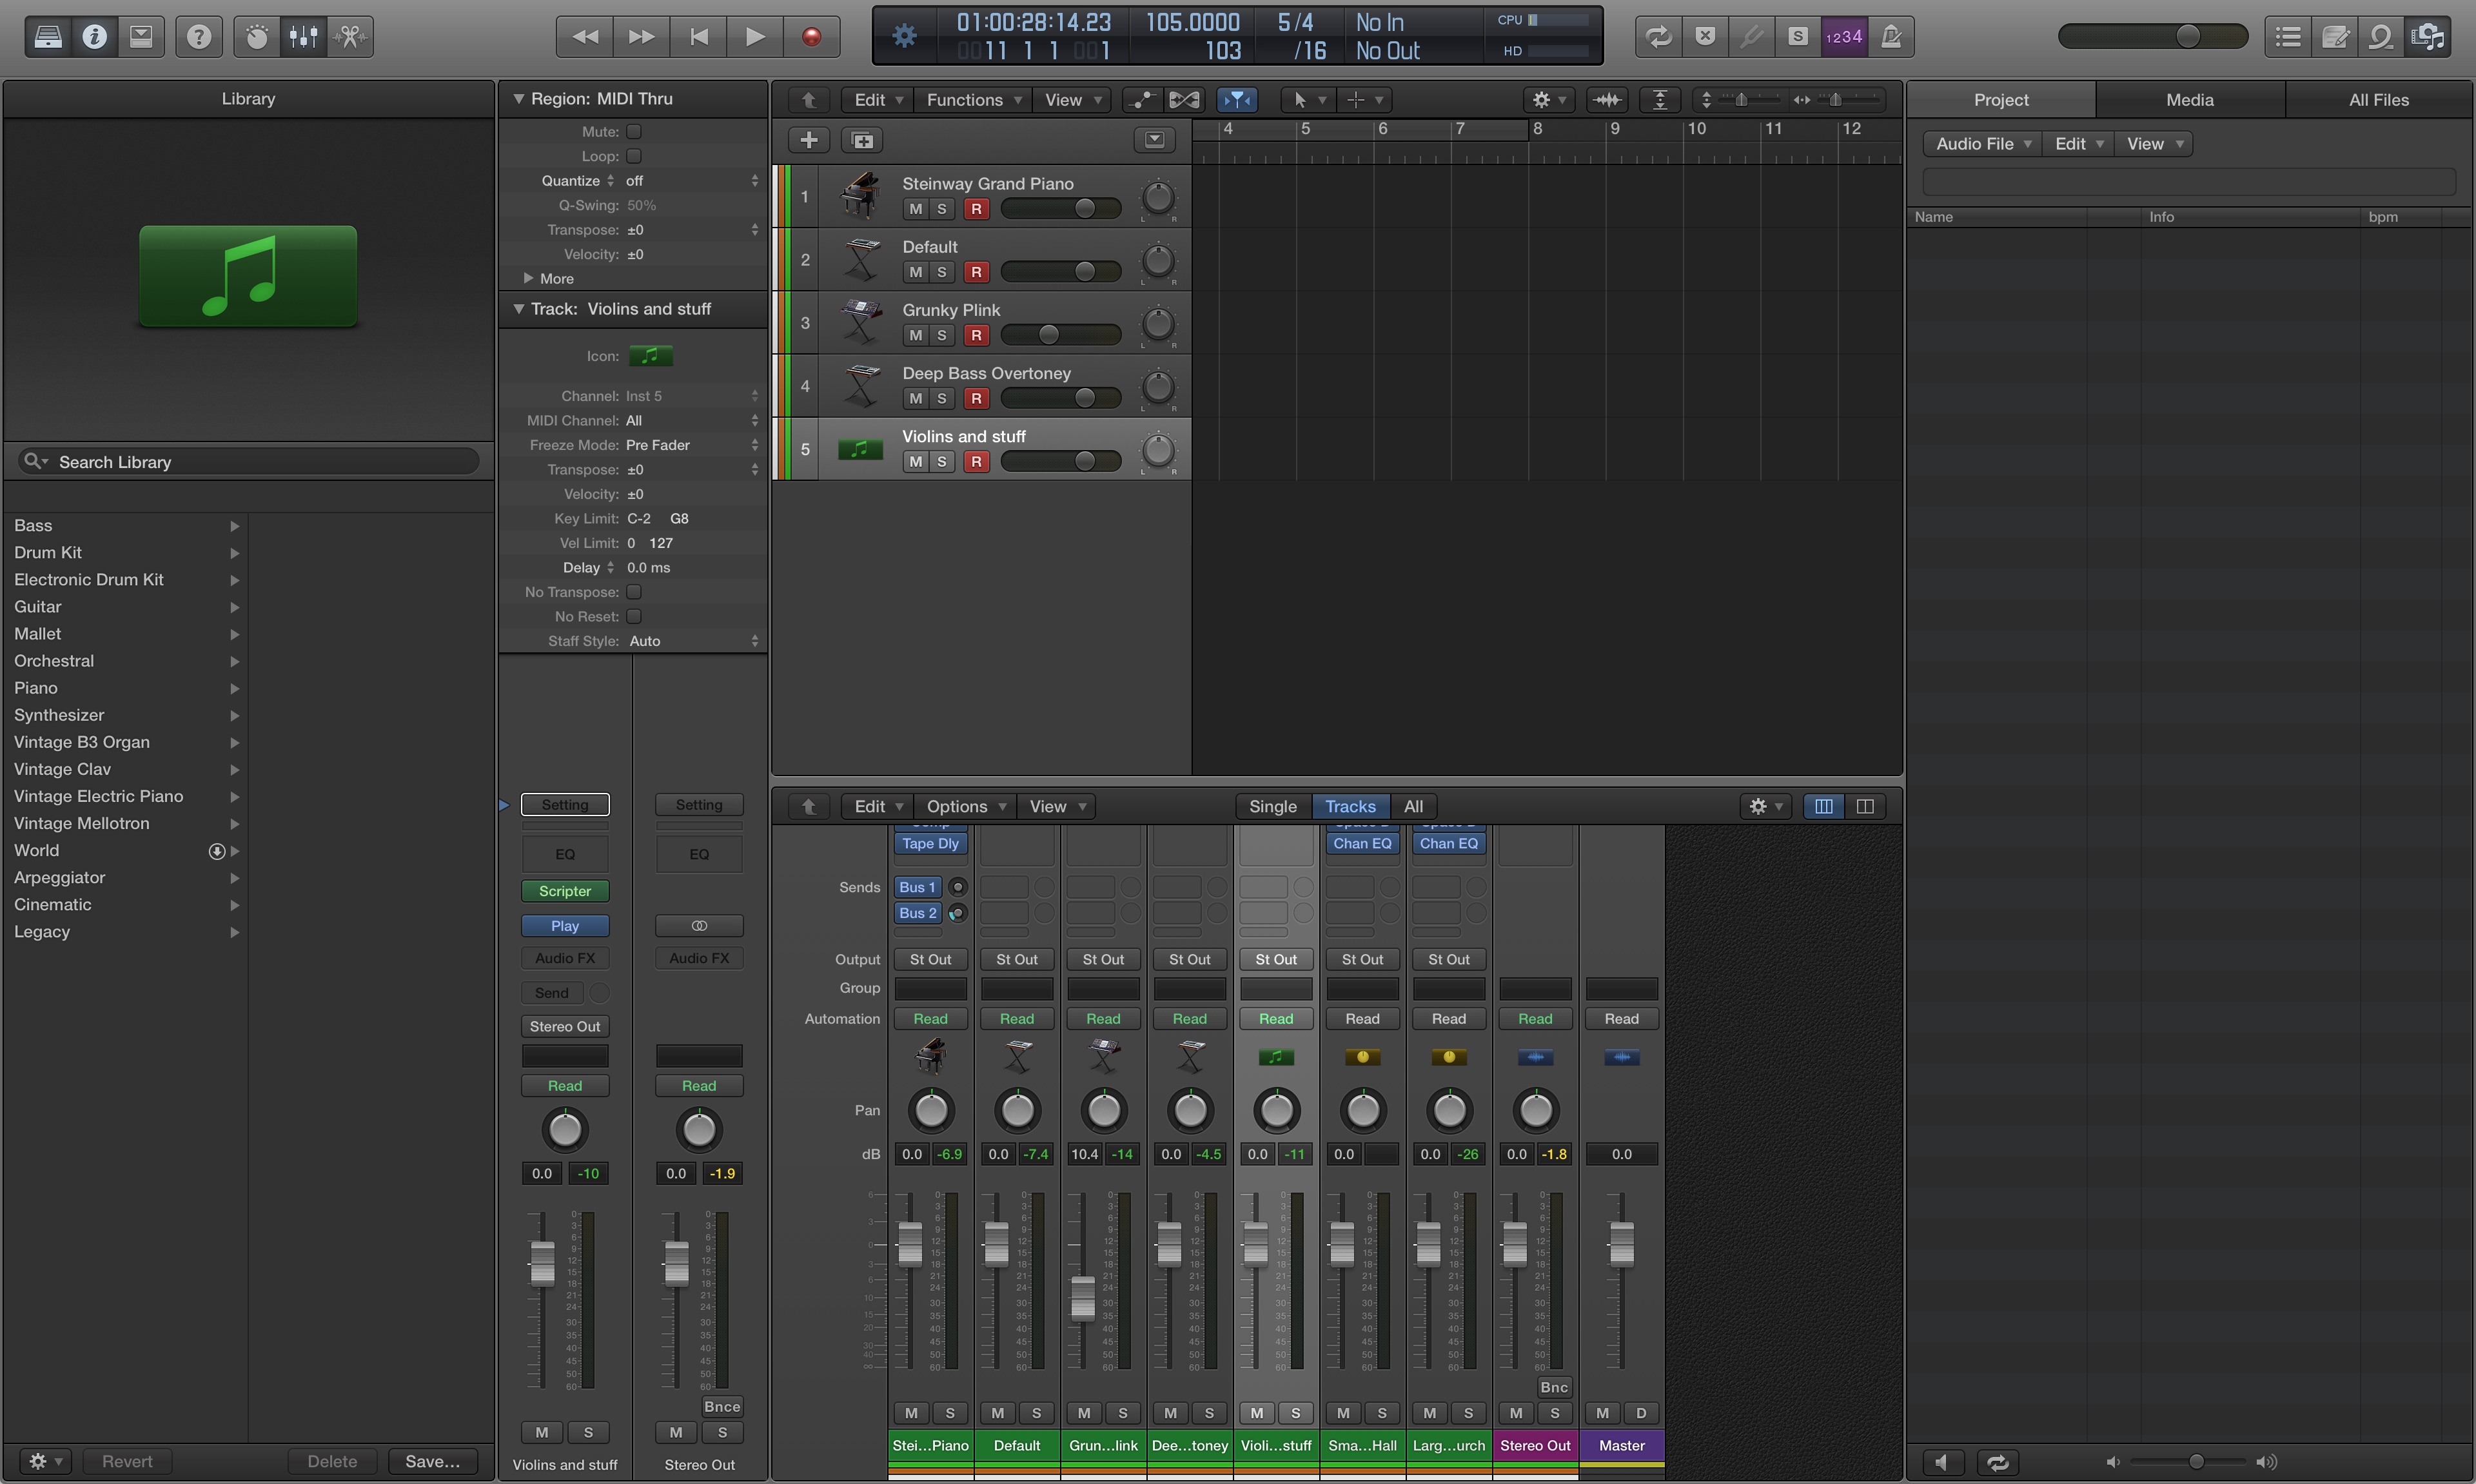 01:00:28:14.23 105.0000 5/4 No In CPU
0011 1 1 001 103 /16 No Out HD
S 1234
Library
Search Library
Bass
Drum Kit
Electronic Drum Kit
Guitar
Mallet
Orchestral
Piano
Synthesizer
Vintage B3 Organ
Vintage Clav
Vintage Electric Piano
Vintage Mellotron
World
Arpeggiator
Cinematic
Legacy
Revert Delete Save...
Region: MIDI Thru
Mute:
Loop:
Quantize off
Q-Swing: 50%
Transpose: ±0
Velocity: ±0
More
Track: Violins and stuff
Icon:
Channel: Inst 5
MIDI Channel: All
Freeze Mode: Pre Fader
Transpose: ±0
Velocity: ±0
Key Limit: C-2 G8
Vel Limit: 0 127
Delay 0.0 ms
No Transpose:
No Reset:
Staff Style: Auto
Setting Setting
EQ EQ
Scripter
Play
Audio FX Audio FX
Send
Stereo Out
Read Read
0.0 -10 0.0 -1.9
Bnce
M S M S
Violins and stuff Stereo Out
Edit Functions View
4 5 6 7 8 9 10 11 12
1 Steinway Grand Piano
M S R L R
2 Default
M S R L R
3 Grunky Plink
M S R L R
4 Deep Bass Overtoney
M S R L R
5 Violins and stuff
M S R L R
Edit Options View Single Tracks All
Tape Dly Chan EQ Chan EQ
Sends Bus 1
Bus 2
Output St Out St Out St Out St Out St Out St Out St Out
Group
Automation Read Read Read Read Read Read Read Read Read
Pan
dB 0.0 -6.9 0.0 -7.4 10.4 -14 0.0 -4.5 0.0 -11 0.0 0.0 -26 0.0 -1.8 0.0
Bnc
M S M S M S M S M S M S M S M S M D
Stei...Piano Default Grun...link Dee...toney Violi...stuff Sma...Hall Larg...urch Stereo Out Master
Project Media All Files
Audio File Edit View
Name Info bpm